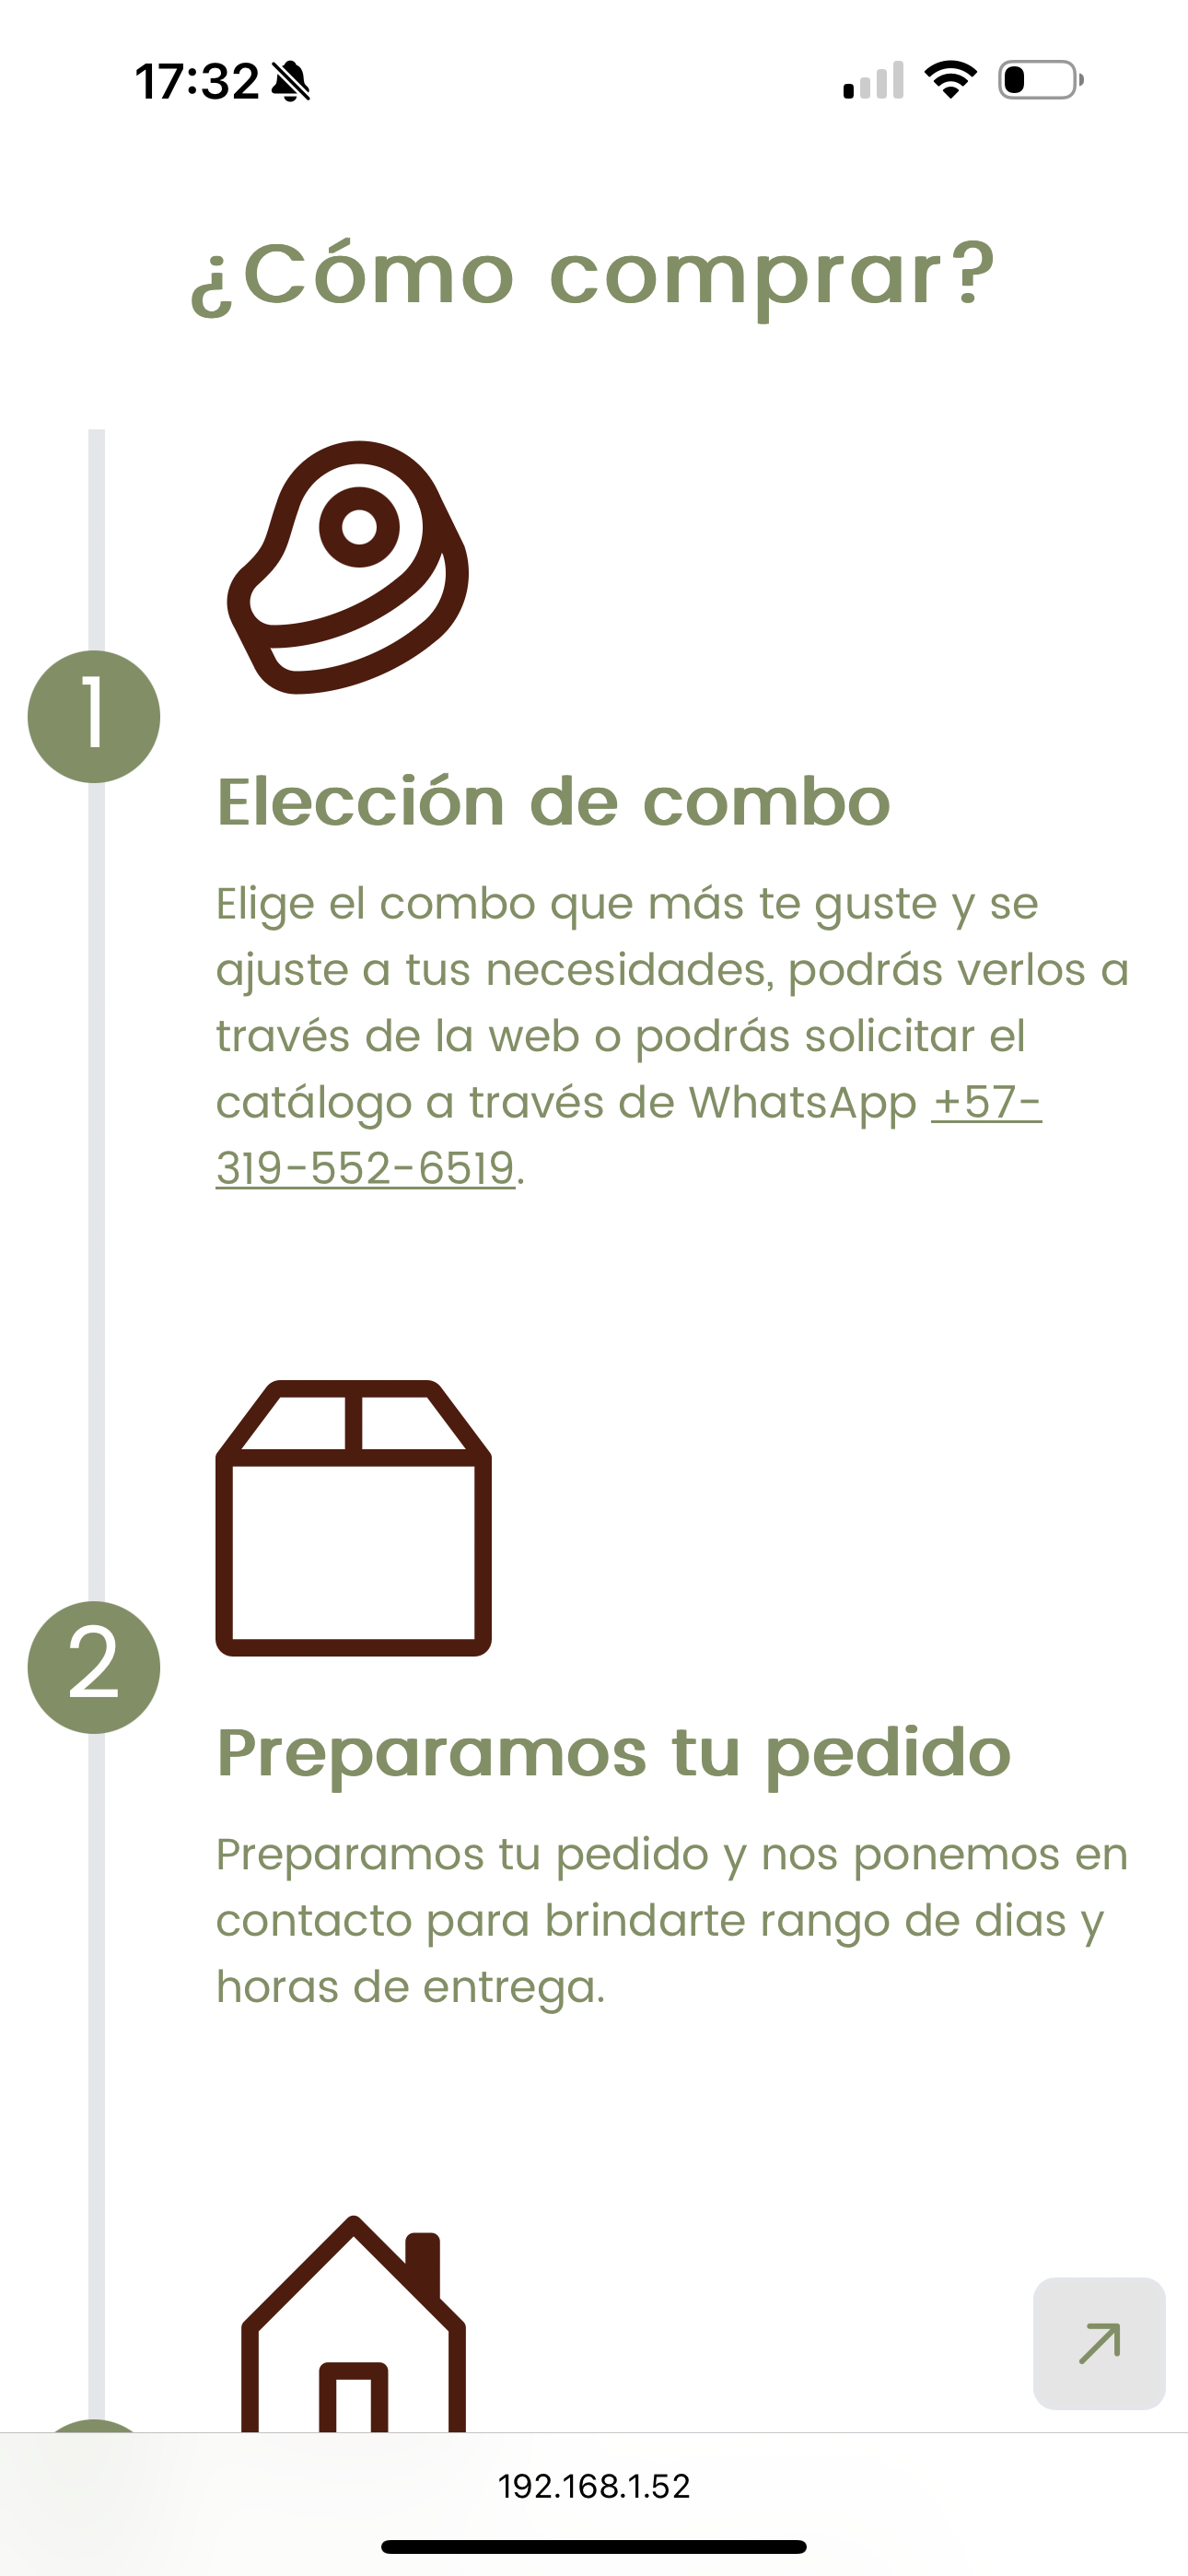 17:32
¿Cómo comprar?
1
Elección de combo
Elige el combo que más te guste y se
ajuste a tus necesidades, podrás verlos a
través de la web o podrás solicitar el
catálogo a través de WhatsApp +57-
319-552-6519.
2
Preparamos tu pedido
Preparamos tu pedido y nos ponemos en
contacto para brindarte rango de dias y
horas de entrega.
192.168.1.52